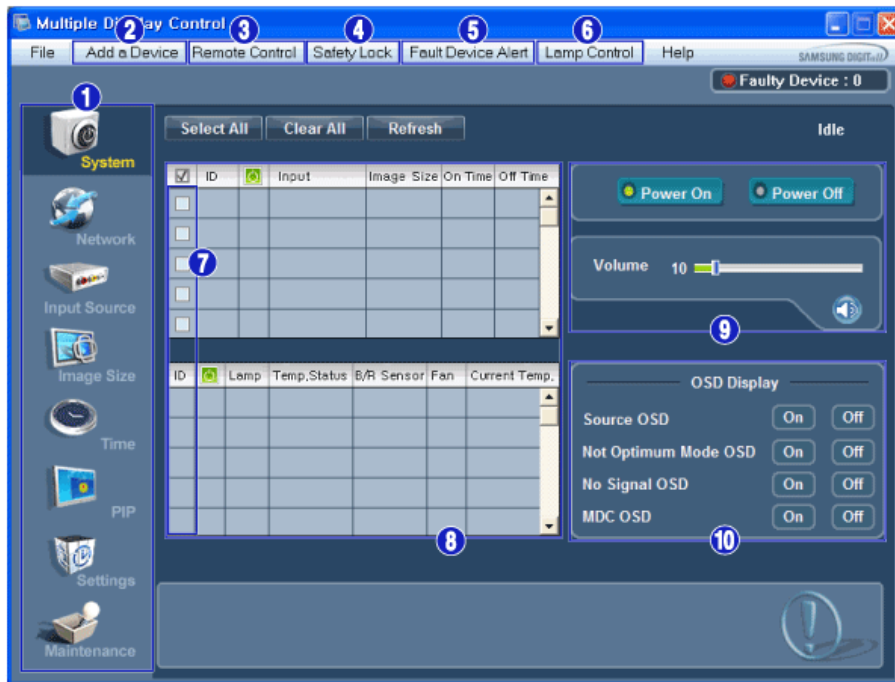 Multiple Display Control
File Add a Device Remote Control Safety Lock Fault Device Alert Lamp Control Help
2 3 4 5 6
SAMSUNG DIGIT
Faulty Device : 0
1
System
Network
Input Source
Image Size
Time
PIP
Settings
Maintenance
Select All Clear All Refresh
Idle
ID Input Image Size On Time Off Time
7
ID Lamp Temp.Status B/R Sensor Fan Current Temp.
8
Power On Power Off
Volume 10
9
OSD Display
Source OSD On Off
Not Optimum Mode OSD On Off
No Signal OSD On Off
MDC OSD On Off
10